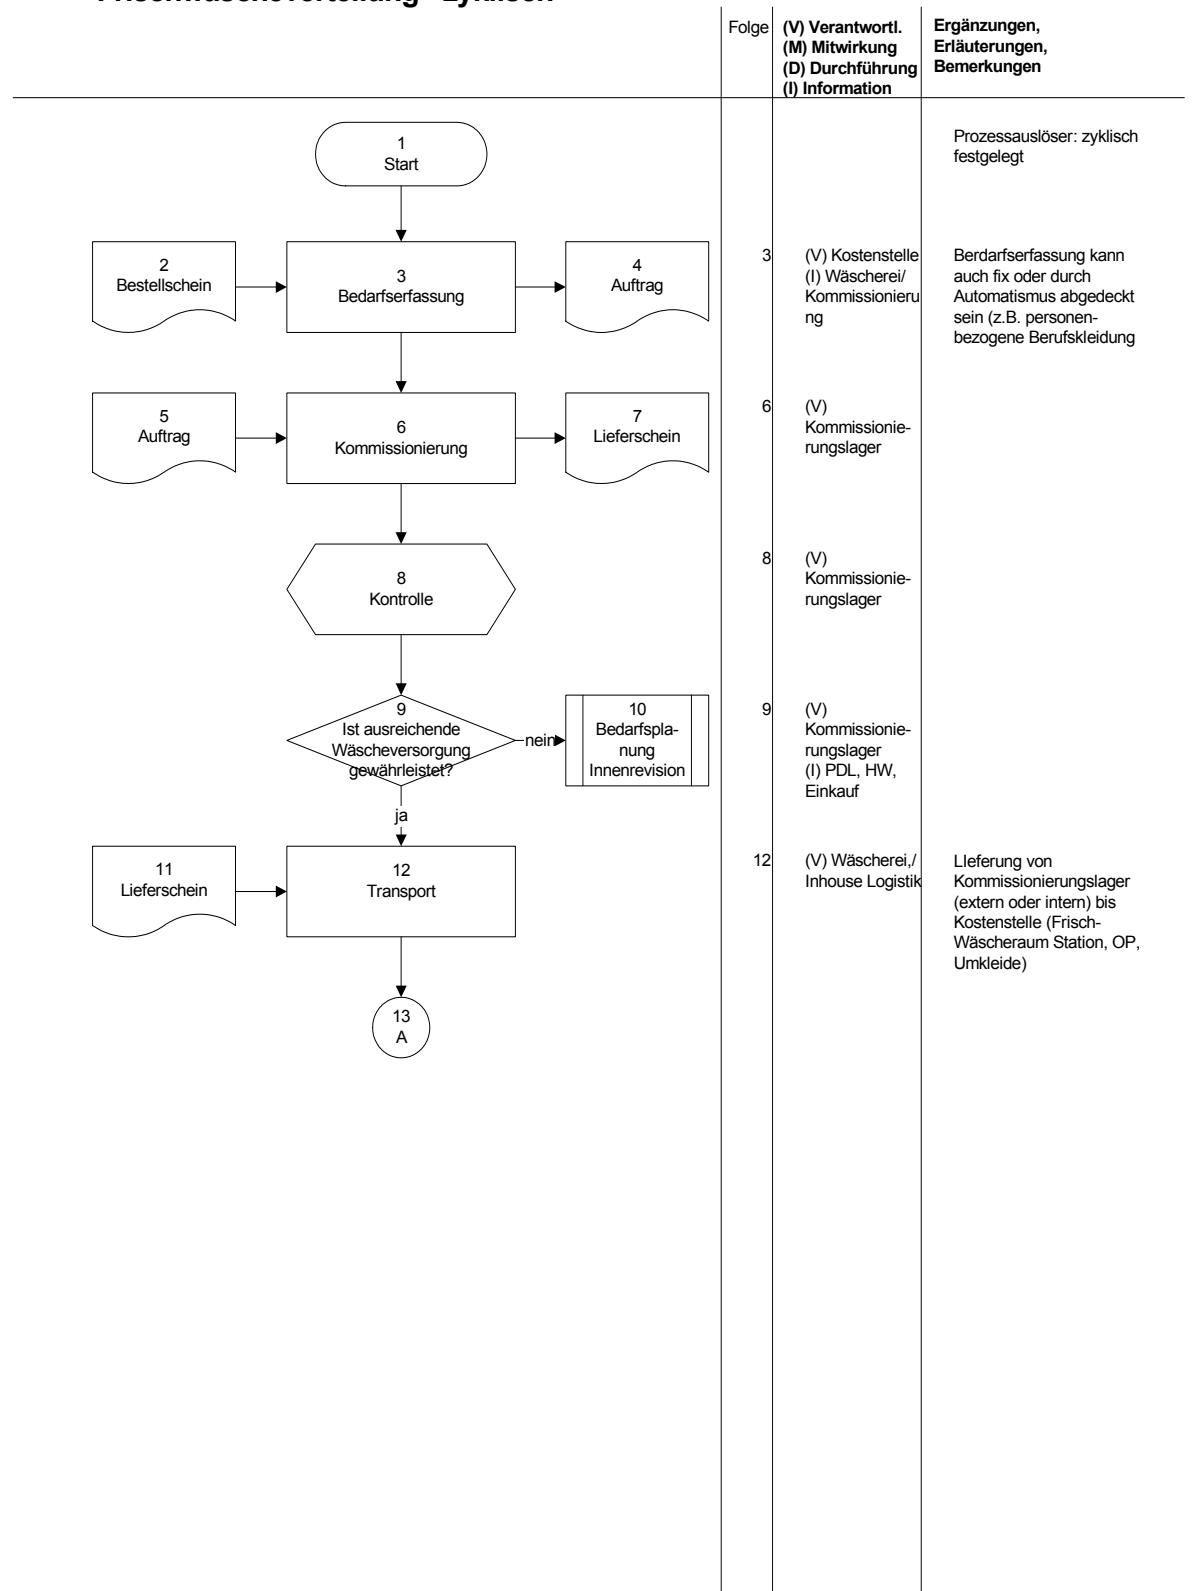 Frischwäscheverteilung - zyklisch
Folge
(V) Verantwortl.
(M) Mitwirkung
(D) Durchführung
(I) Information
Ergänzungen,
Erläuterungen,
Bemerkungen
1
Start
Prozessauslöser: zyklisch
festgelegt
2
Bestellschein
3
Bedarfserfassung
4
Auftrag
3
(V) Kostenstelle
(I) Wäscherei/
Kommissionieru
ng
Berdarfserfassung kann
auch fix oder durch
Automatismus abgedeckt
sein (z.B. personen-
bezogene Berufskleidung
5
Auftrag
6
Kommissionierung
7
Lieferschein
6
(V)
Kommissionie-
rungslager
8
Kontrolle
8
(V)
Kommissionie-
rungslager
9
Ist ausreichende
Wäscheversorgung
gewährleistet?
nein
10
Bedarfspla-
nung
Innenrevision
9
(V)
Kommissionie-
rungslager
(I) PDL, HW,
Einkauf
ja
11
Lieferschein
12
Transport
12
(V) Wäscherei,/
Inhouse Logistik
LIeferung von
Kommissionierungslager
(extern oder intern) bis
Kostenstelle (Frisch-
Wäscheraum Station, OP,
Umkleide)
13
A